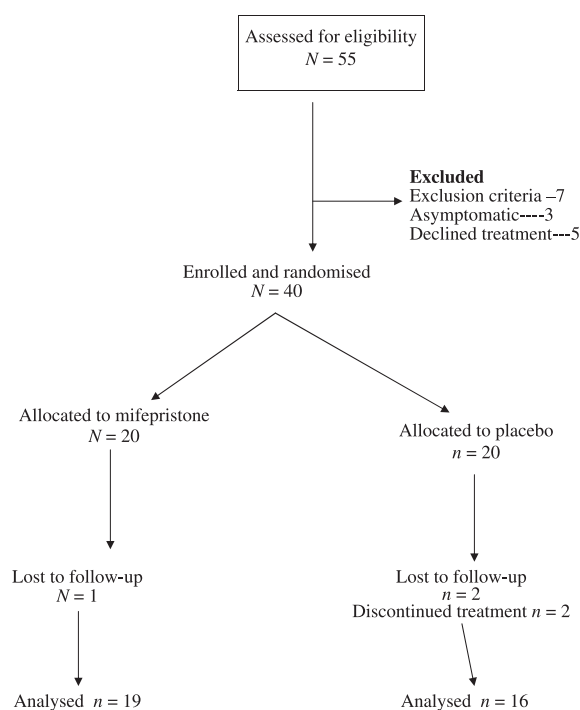 Assessed for eligibility
N = 55
Excluded
Exclusion criteria –7
Asymptomatic----3
Declined treatment---5
Enrolled and randomised
N = 40
Allocated to mifepristone
N = 20
Allocated to placebo
n = 20
Lost to follow-up
N = 1
Lost to follow-up
n = 2
Discontinued treatment n = 2
Analysed n = 19
Analysed n = 16